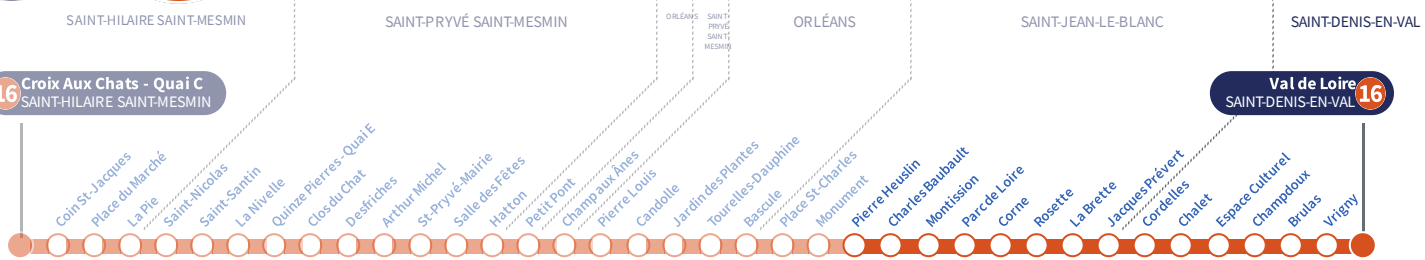 SAINT-HILAIRE SAINT-MESMIN
SAINT-PRYVÉ SAINT-MESMIN
ORLÉANS
SAINT-
PRYVÉ
SAINT-
MESMIN
ORLÉANS
SAINT-JEAN-LE-BLANC
SAINT-DENIS-EN-VAL
16
Croix Aux Chats - Quai C
SAINT-HILAIRE SAINT-MESMIN
Val de Loire
SAINT-DENIS-EN-VAL
16
Coin St-Jacques
Place du Marché
La Pie
Saint-Nicolas
Saint-Santin
La Nivelle
Quinze Pierres - Quai E
Clos du Chat
Desfriches
Arthur Michel
St-Pryvé-Mairie
Salle des Fêtes
Hatton
Petit Pont
Champ aux Ânes
Pierre Louis
Candolle
Jardin des Plantes
Tourelles-Dauphine
Bascule
Place St-Charles
Monument
Pierre Heuslin
Charles Baubault
Montission
Parc de Loire
Corne
Rosette
La Brette
Jacques Prévert
Cordelles
Chalet
Espace Culturel
Champdoux
Brulas
Vrigny